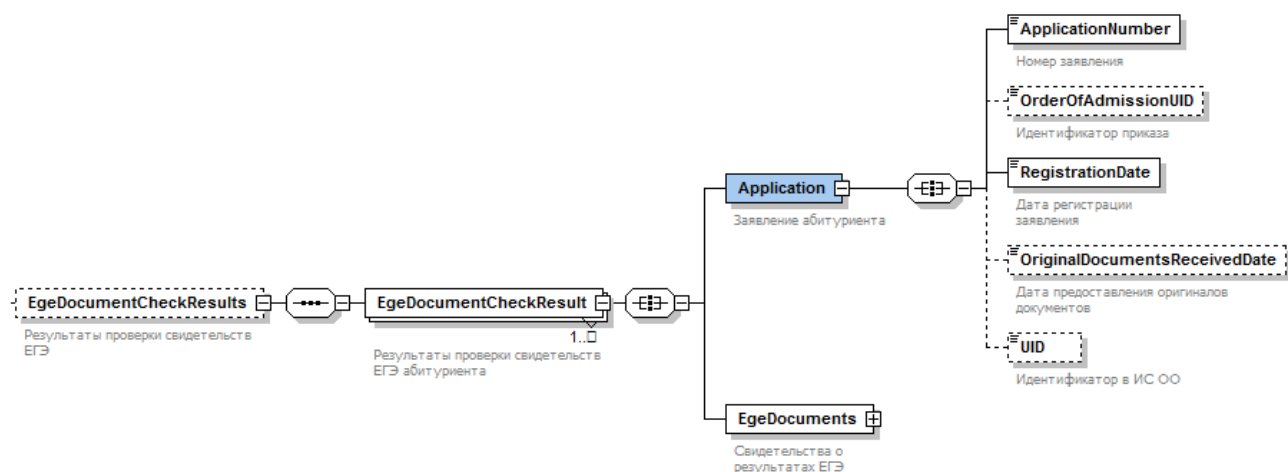 ApplicationNumber
Номер заявления
OrderOfAdmissionUID
Идентификатор приказа
Application
Заявление абитуриента
RegistrationDate
Дата регистрации
заявления
OriginalDocumentsReceivedDate
Дата предоставления оригиналов
документов
EgeDocumentCheckResults
Результаты проверки свидетельств
ЕГЭ
EgeDocumentCheckResult
1..□
Результаты проверки свидетельств
ЕГЭ абитуриента
UID
Идентификатор в ИС ОО
EgeDocuments
Свидетельства о
результатах ЕГЭ